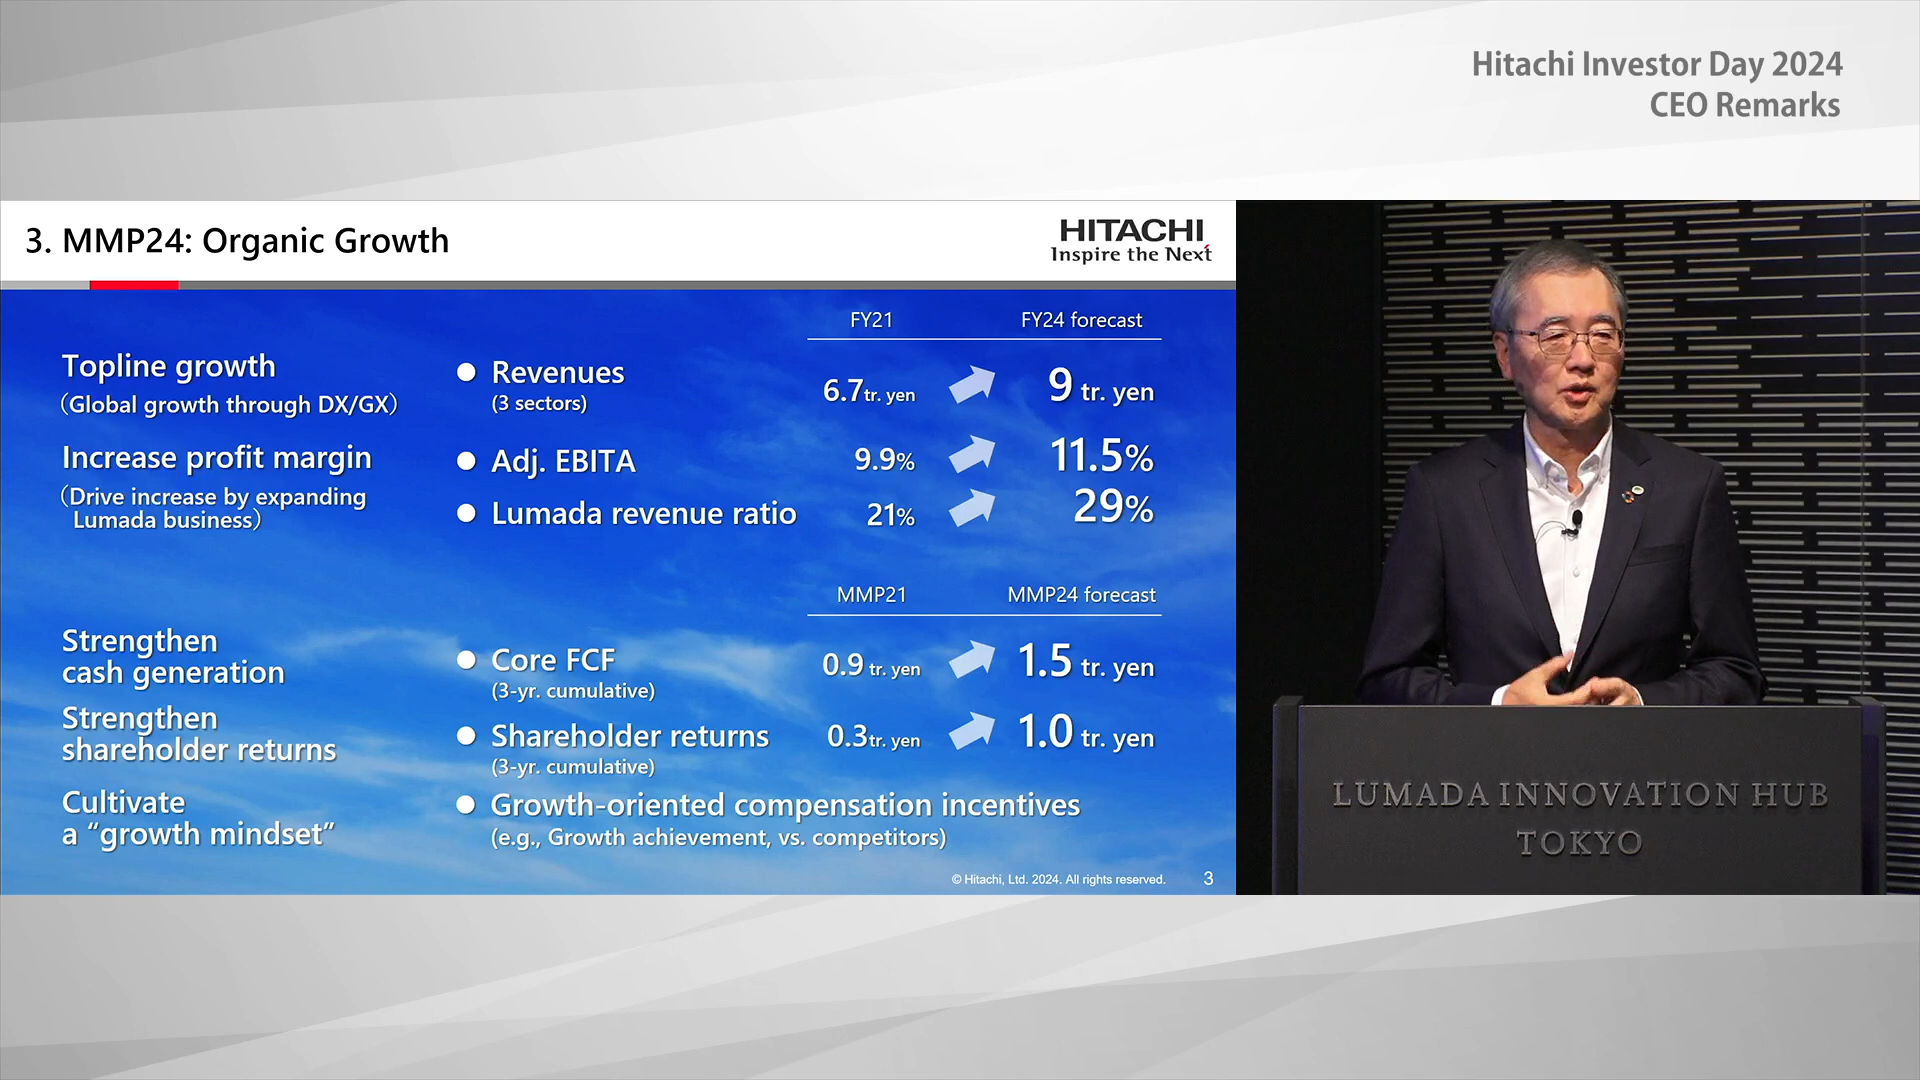 Hitachi Investor Day 2024
CEO Remarks
3. MMP24: Organic Growth
HITACHI
Inspire the Next
FY21
FY24 forecast
Topline growth
(Global growth through DX/GX)
● Revenues
(3 sectors)
6.7tr. yen
9 tr. yen
Increase profit margin
(Drive increase by expanding
Lumada business)
● Adj. EBITA
9.9%
11.5%
● Lumada revenue ratio
21%
29%
MMP21
MMP24 forecast
Strengthen
cash generation
● Core FCF
(3-yr. cumulative)
0.9 tr. yen
1.5 tr. yen
Strengthen
shareholder returns
● Shareholder returns
(3-yr. cumulative)
0.3tr. yen
1.0 tr. yen
Cultivate
a “growth mindset”
● Growth-oriented compensation incentives
(e.g., Growth achievement, vs. competitors)
© Hitachi, Ltd. 2024. All rights reserved.
3
LUMADA INNOVATION HUB
TOKYO